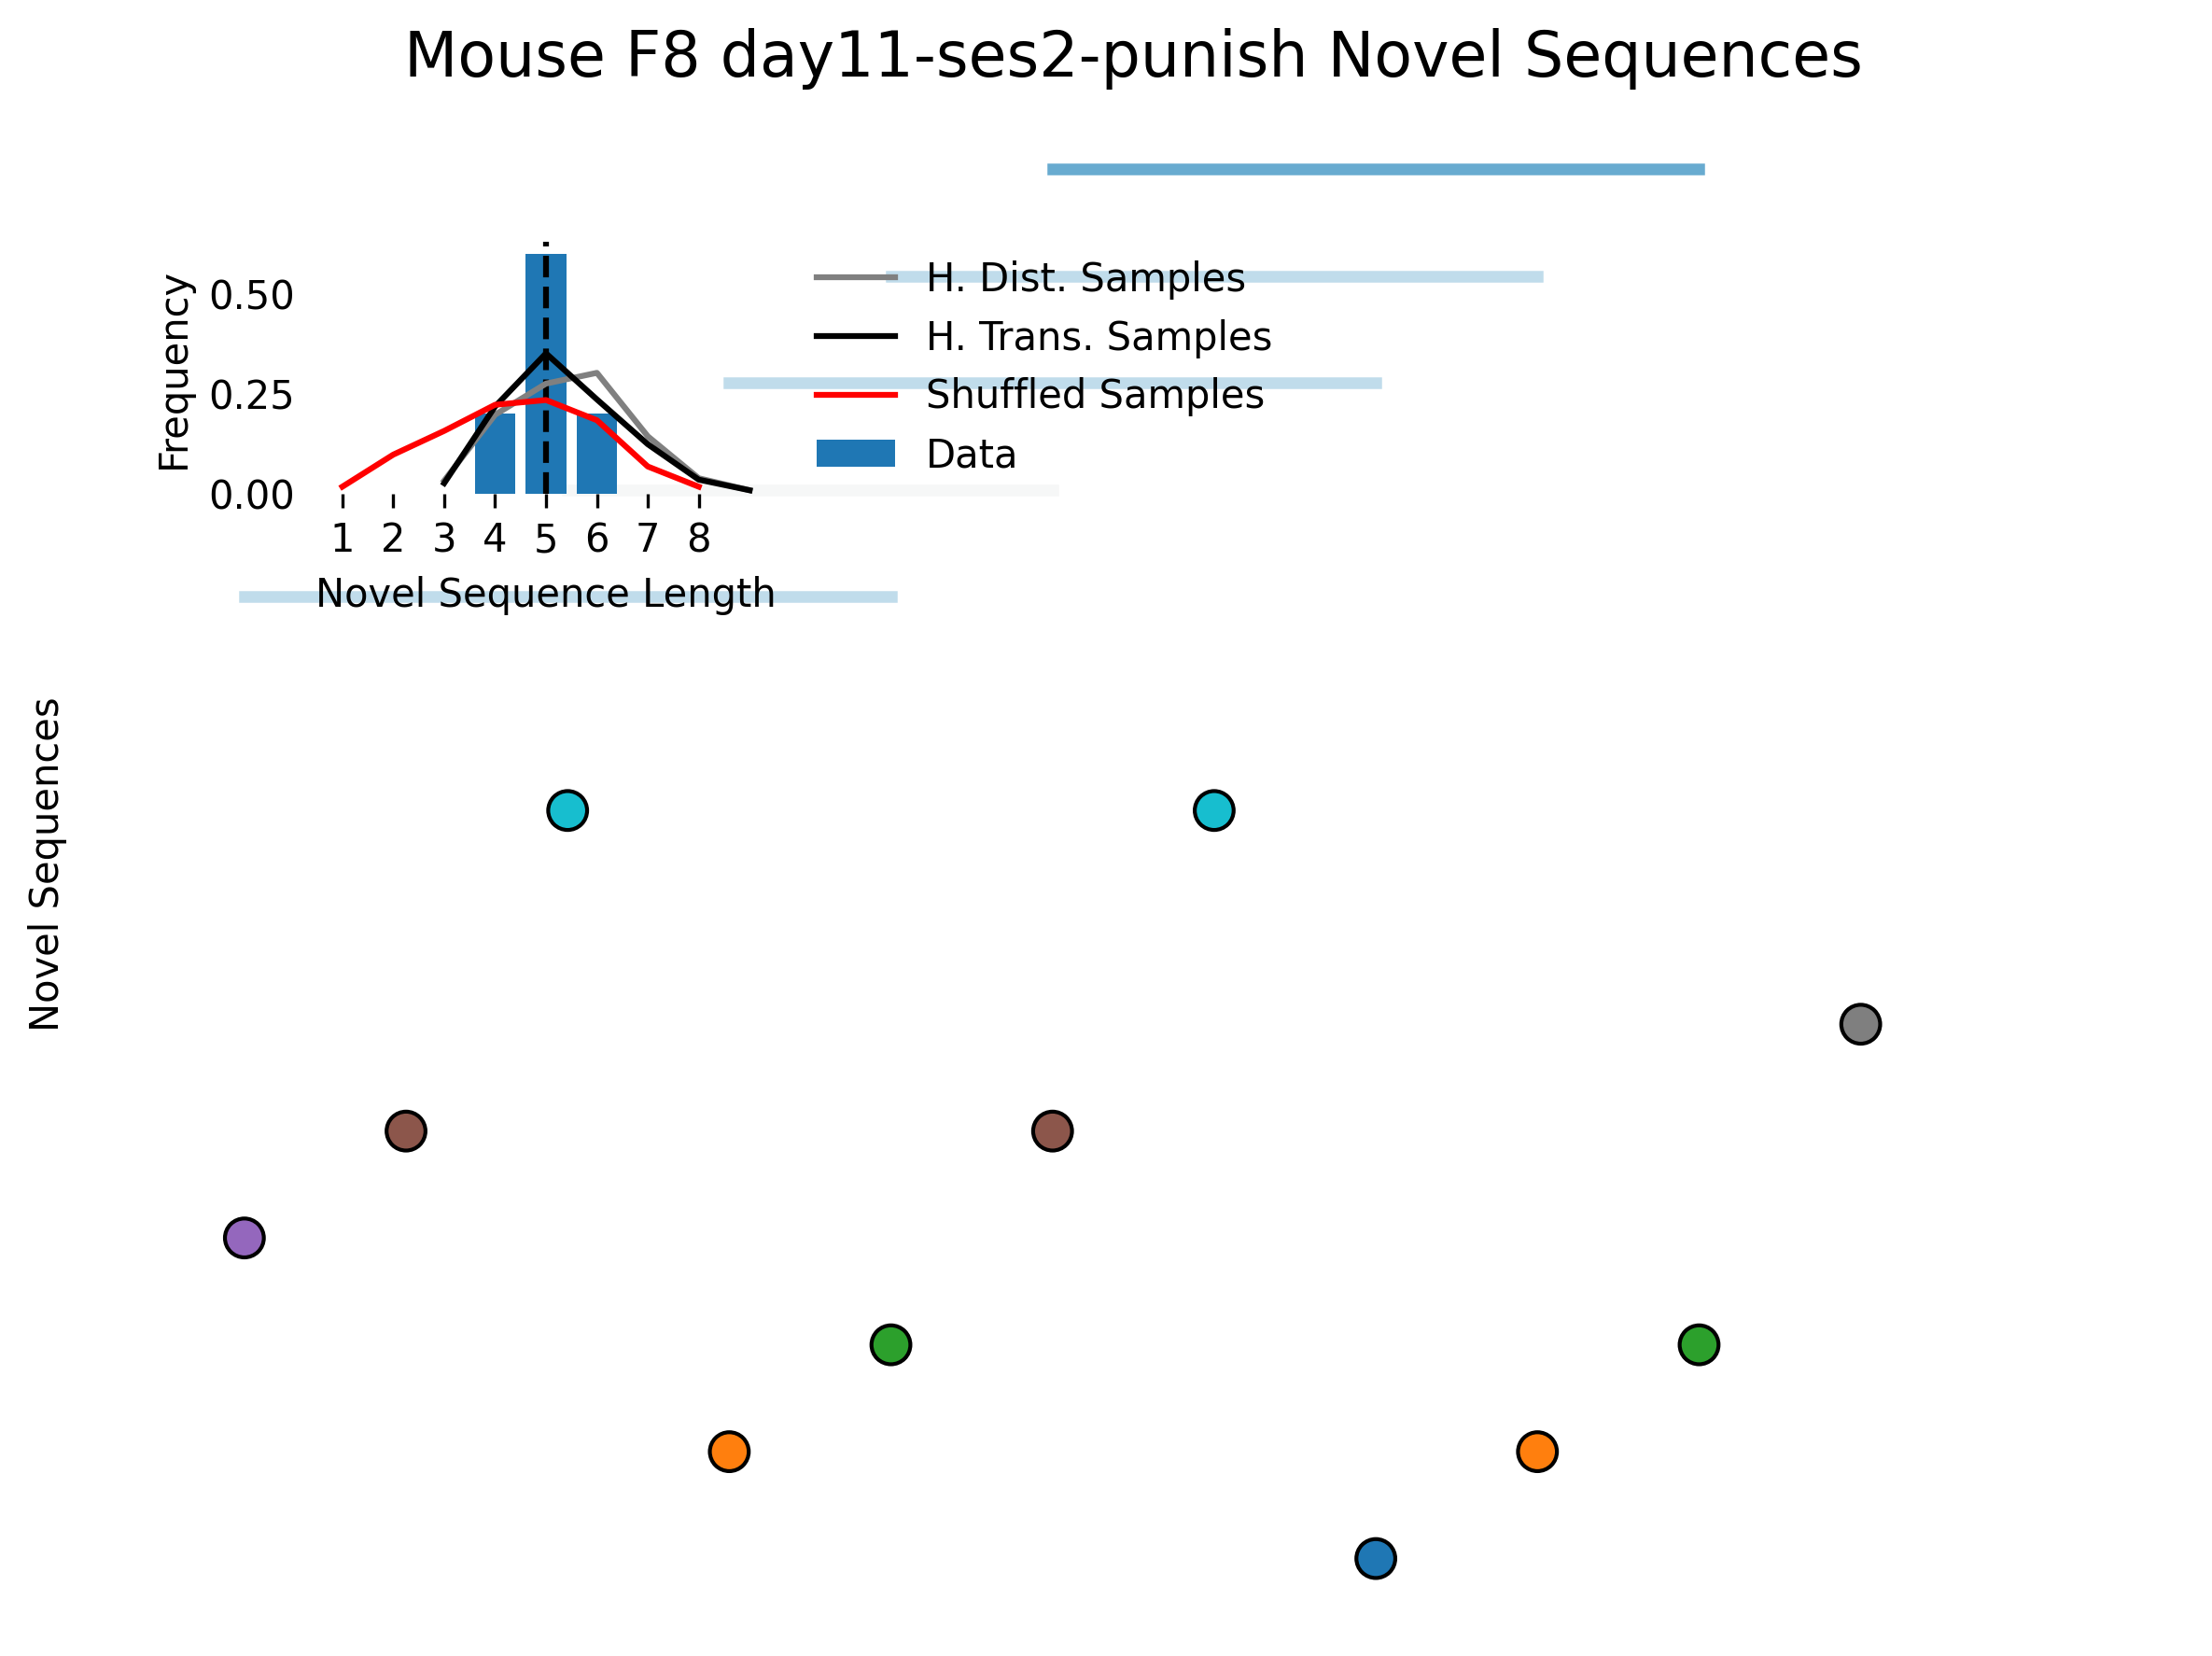 Mouse F8 day11-ses2-punish Novel Sequences
Frequency
0.50
0.25
0.00
1 2 3 4 5 6 7 8
Novel Sequence Length
H. Dist. Samples
H. Trans. Samples
Shuffled Samples
Data
Novel Sequences